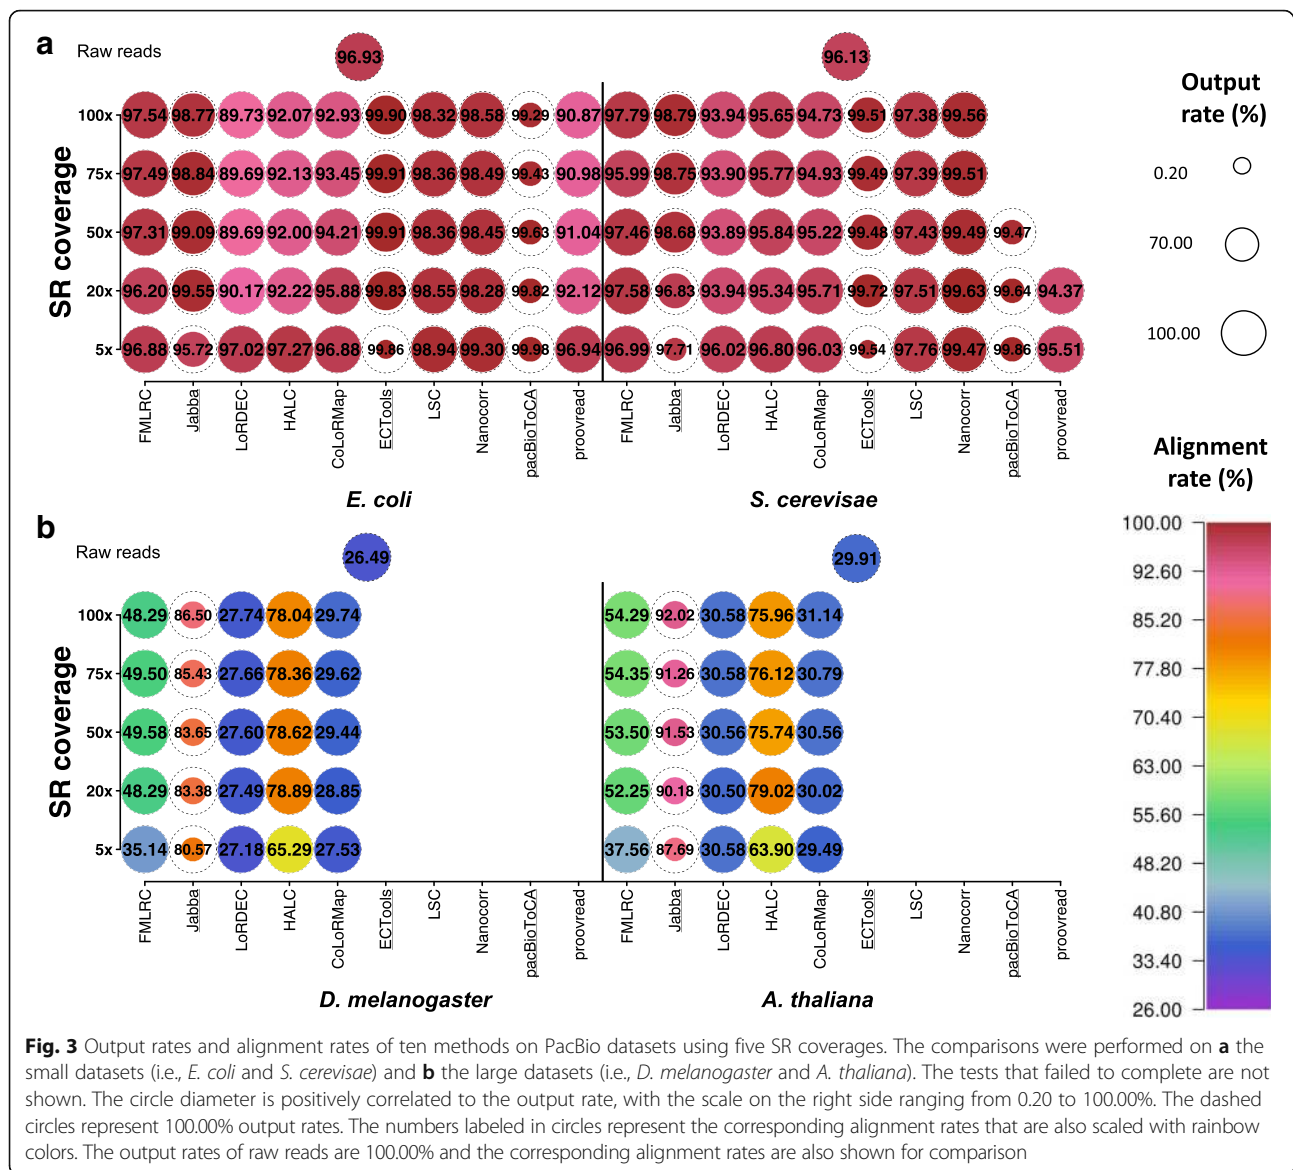 a
Raw reads
96.93
96.13
Output
rate (%)
0.20
70.00
100.00
SR coverage
100x 97.54 98.77 89.73 92.07 92.93 99.90 98.32 98.58 99.29 90.87 97.79 98.79 93.94 95.65 94.73 99.51 97.38 99.56
75x 97.49 98.84 89.69 92.13 93.45 99.91 98.36 98.49 99.43 90.98 95.99 98.75 93.90 95.77 94.93 99.49 97.39 99.51
50x 97.31 99.09 89.69 92.00 94.21 99.91 98.36 98.45 99.63 91.04 97.46 98.68 93.89 95.84 95.22 99.48 97.43 99.49 99.47
20x 96.20 99.55 90.17 92.22 95.88 99.83 98.55 98.28 99.82 92.12 97.58 96.83 93.94 95.34 95.71 99.72 97.51 99.63 99.64 94.37
5x 96.88 95.72 97.02 97.27 96.88 99.86 98.94 99.30 99.98 96.94 96.99 97.71 96.02 96.80 96.03 99.54 97.76 99.47 99.86 95.51
FMLRC Jabba LoRDEC HALC CoLoRMap ECTools LSC Nanocorr pacBioToCA proovread FMLRC Jabba LoRDEC HALC CoLoRMap ECTools LSC Nanocorr pacBioToCA proovread
E. coli
S. cerevisae
Alignment
rate (%)
100.00
92.60
85.20
77.80
70.40
63.00
55.60
48.20
40.80
33.40
26.00
b
Raw reads
26.49
29.91
SR coverage
100x 48.29 86.50 27.74 78.04 29.74 54.29 92.02 30.58 75.96 31.14
75x 49.50 85.43 27.66 78.36 29.62 54.35 91.26 30.58 76.12 30.79
50x 49.58 83.65 27.60 78.62 29.44 53.50 91.53 30.56 75.74 30.56
20x 48.29 83.38 27.49 78.89 28.85 52.25 90.18 30.50 79.02 30.02
5x 35.14 80.57 27.18 65.29 27.53 37.56 87.69 30.58 63.90 29.49
FMLRC Jabba LoRDEC HALC CoLoRMap ECTools LSC Nanocorr pacBioToCA proovread FMLRC Jabba LoRDEC HALC CoLoRMap ECTools LSC Nanocorr pacBioToCA proovread
D. melanogaster
A. thaliana
Fig. 3 Output rates and alignment rates of ten methods on PacBio datasets using five SR coverages. The comparisons were performed on a the
small datasets (i.e., E. coli and S. cerevisae) and b the large datasets (i.e., D. melanogaster and A. thaliana). The tests that failed to complete are not
shown. The circle diameter is positively correlated to the output rate, with the scale on the right side ranging from 0.20 to 100.00%. The dashed
circles represent 100.00% output rates. The numbers labeled in circles represent the corresponding alignment rates that are also scaled with rainbow
colors. The output rates of raw reads are 100.00% and the corresponding alignment rates are also shown for comparison